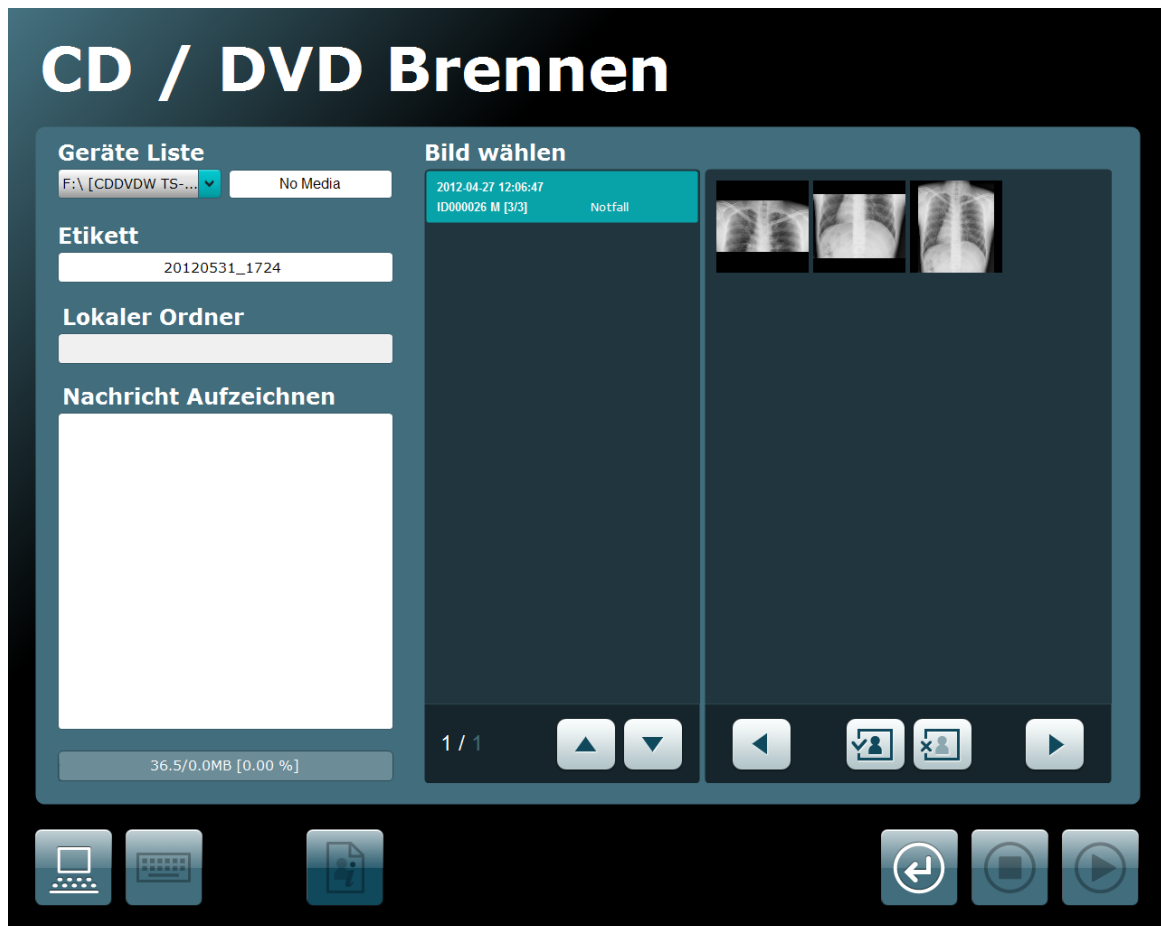 CD / DVD Brennen
Geräte Liste
F:\ [CDDVDW TS-...
No Media
Etikett
20120531_1724
Lokaler Ordner
Nachricht Aufzeichnen
36.5/0.0MB [0.00 %]
Bild wählen
2012-04-27 12:06:47
ID000026 M [3/3] Notfall
1 / 1